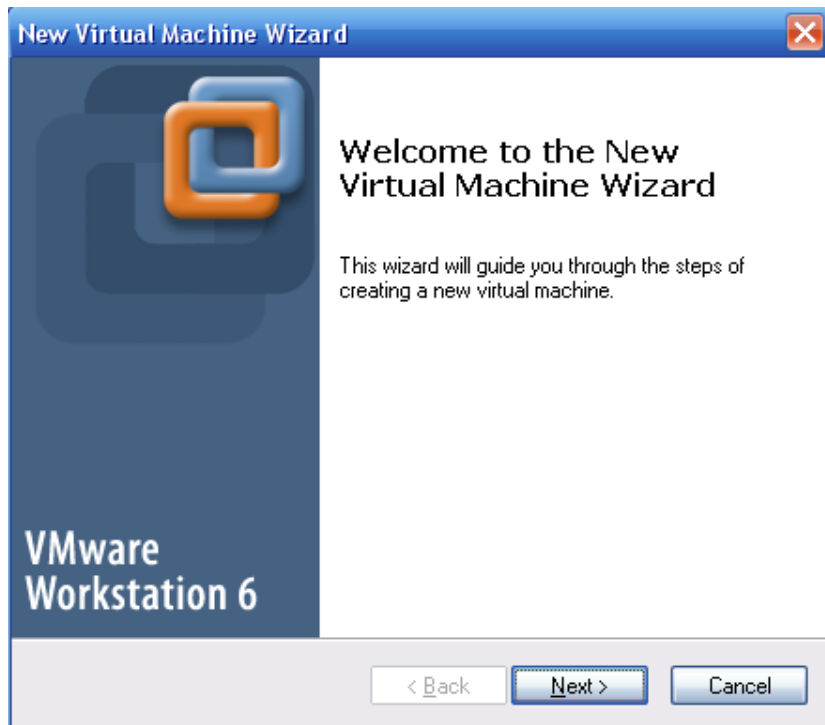 New Virtual Machine Wizard
Welcome to the New
Virtual Machine Wizard
This wizard will guide you through the steps of
creating a new virtual machine.
VMware
Workstation 6
< Back Next > Cancel